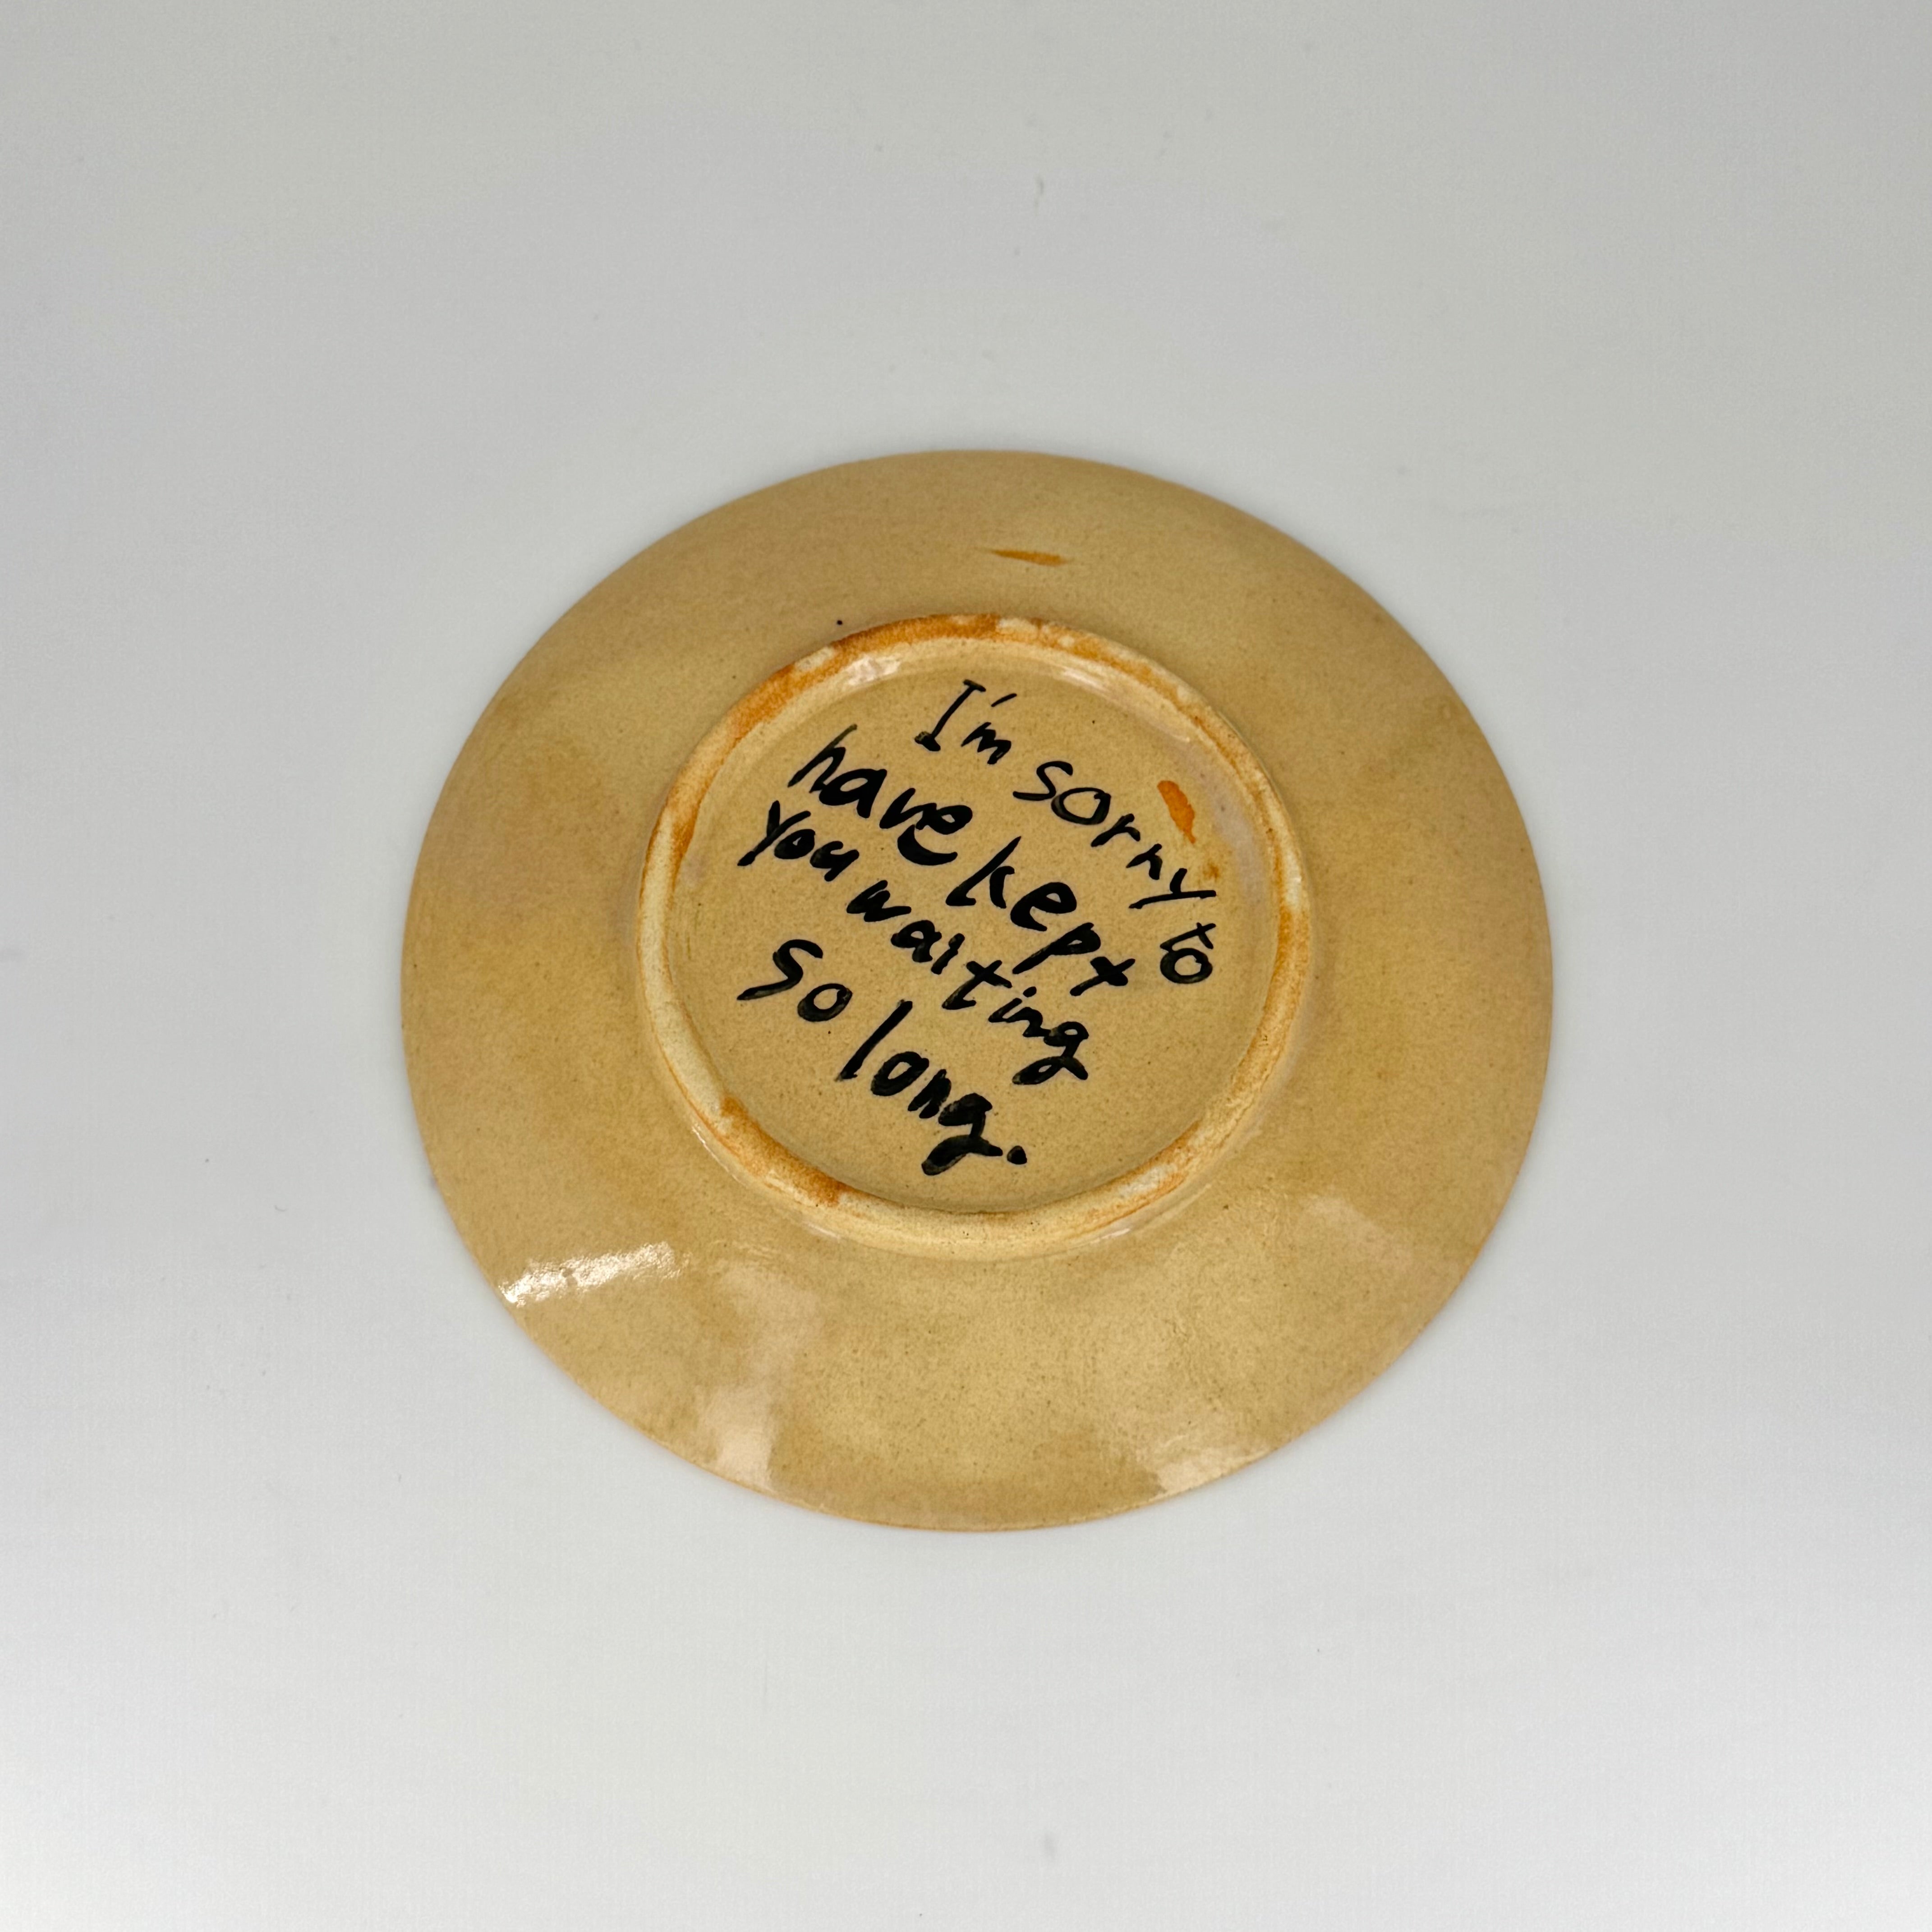 I'm sorry to
have kept
you waiting
so long.